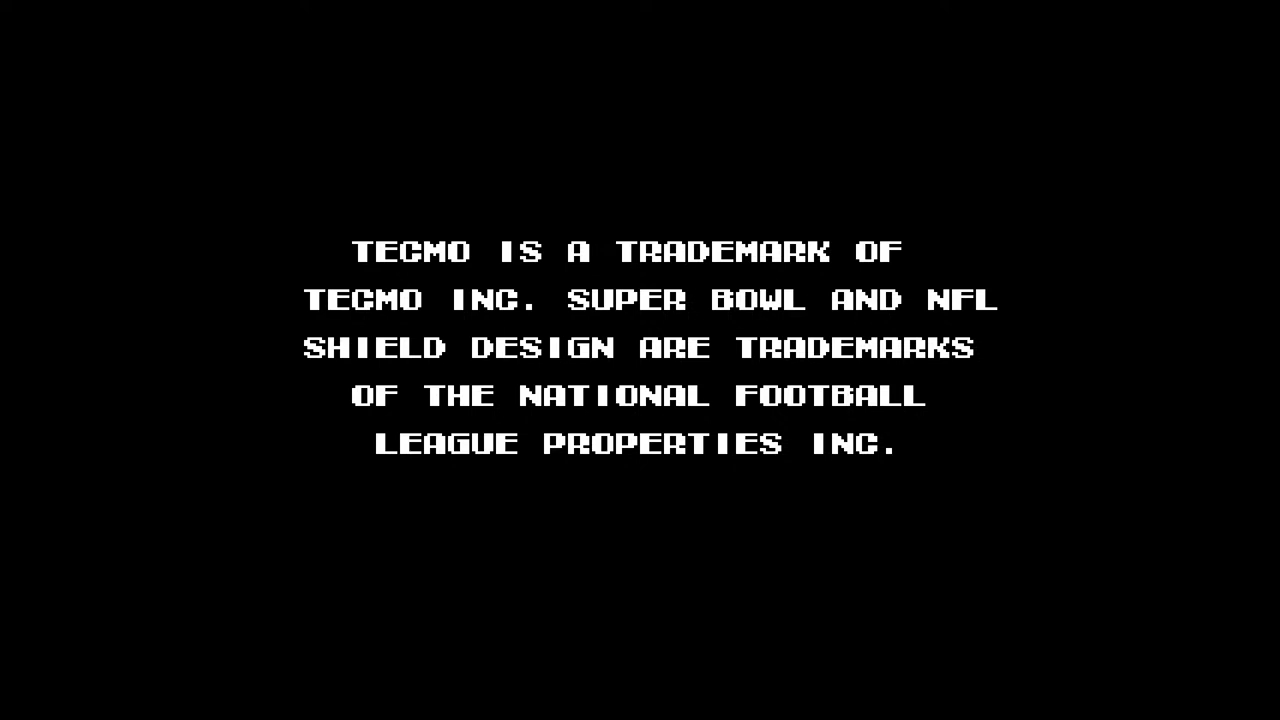 TECMO IS A TRADEMARK OF
TECMO INC. SUPER BOWL AND NFL
SHIELD DESIGN ARE TRADEMARKS
OF THE NATIONAL FOOTBALL
LEAGUE PROPERTIES INC.